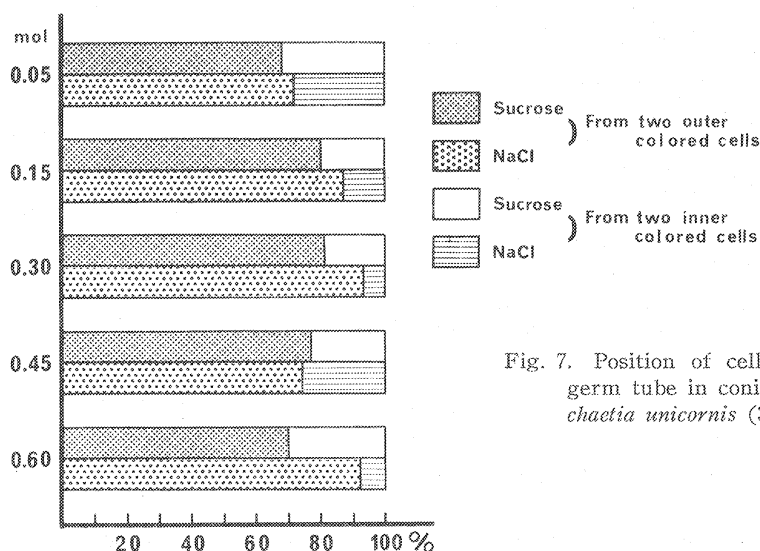 mol
0.05
0.15
0.30
0.45
0.60
20 40 60 80 100 %
Sucrose
NaCl
) From two outer
colored cells
Sucrose
NaCl
) From two inner
colored cells
Fig. 7. Position of cell
germ tube in coni
chaetia unicornis (3